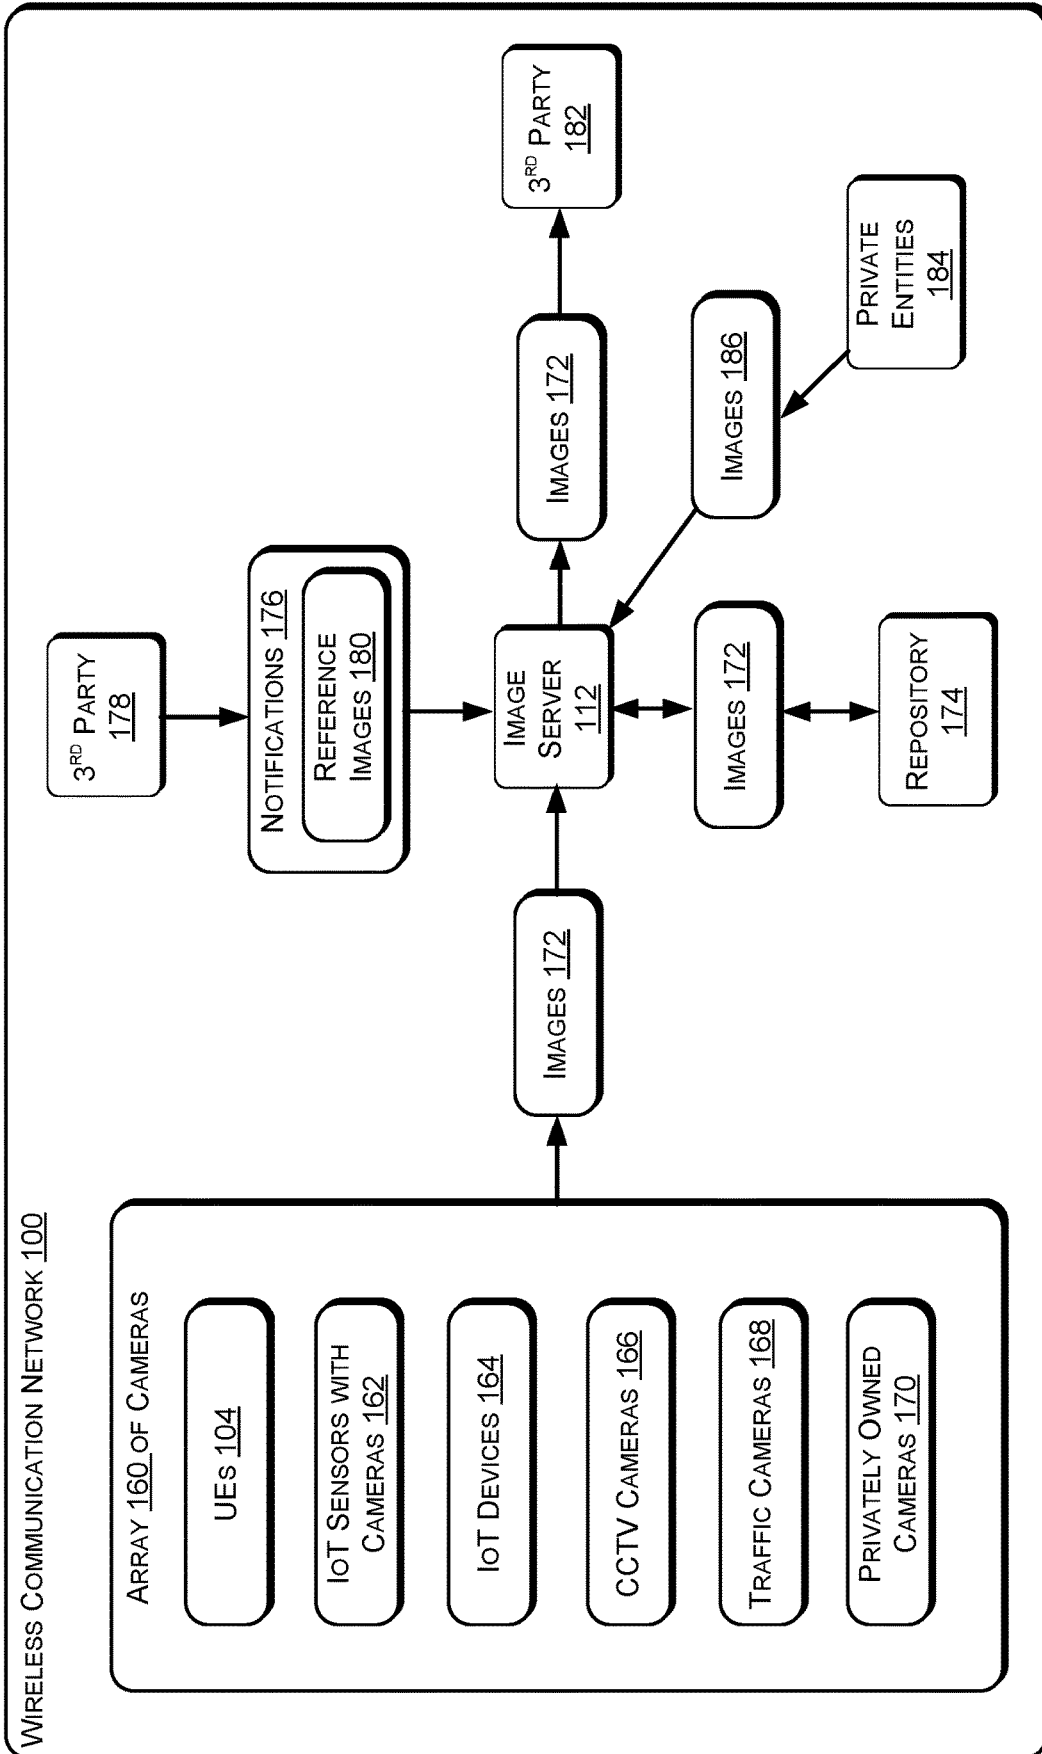 WIRELESS COMMUNICATION NETWORK 100
ARRAY 160 OF CAMERAS
UES 104
IOT SENSORS WITH
CAMERAS 162
IOT DEVICES 164
CCTV CAMERAS 166
TRAFFIC CAMERAS 168
PRIVATELY OWNED
CAMERAS 170
IMAGES 172
3RD PARTY
178
NOTIFICATIONS 176
REFERENCE
IMAGES 180
IMAGE
SERVER
112
IMAGES 172
REPOSITORY
174
IMAGES 172
3RD PARTY
182
IMAGES 186
PRIVATE
ENTITIES
184